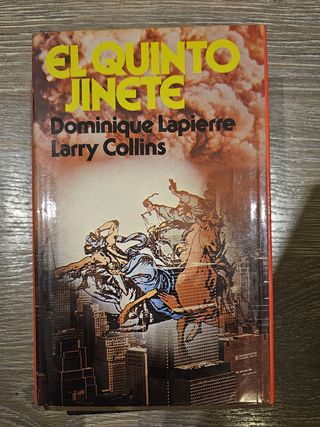 EL QUINTO
JINETE
Dominique Lapierre
Larry Collins